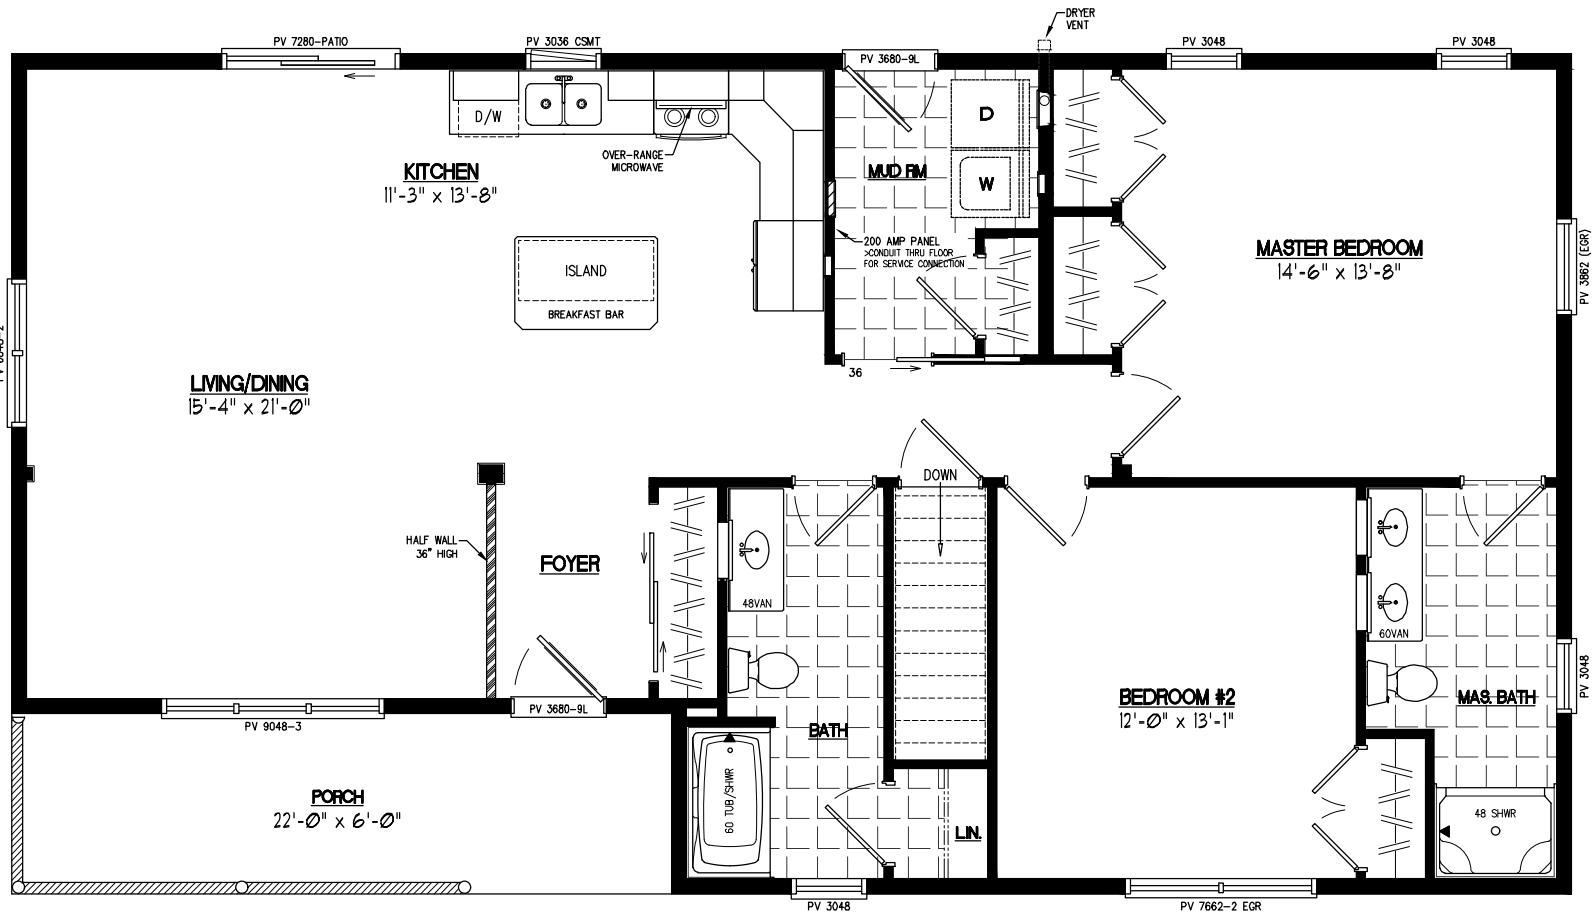 DRYER
VENT
PV 7280-PATIO
PV 3036 CSMT
PV 3680-9L
PV 3048
PV 3048
D/W
D
OVER-RANGE
MICROWAVE
KITCHEN
11'-3" x 13'-8"
MUD RM
W
200 AMP PANEL
>CONDUIT THRU FLOOR
FOR SERVICE CONNECTION
MASTER BEDROOM
14'-6" x 13'-8"
PV 3862 (EGR)
ISLAND
BREAKFAST BAR
36
LIVING/DINING
15'-4" x 21'-0"
DOWN
HALF WALL
36" HIGH
FOYER
48VAN
60VAN
PV 3048
BEDROOM #2
12'-0" x 13'-1"
MAS. BATH
PV 3680-9L
PV 9048-3
BATH
60 TUB/SHWR
PORCH
22'-0" x 6'-0"
LIN.
48 SHWR
PV 3048
PV 7662-2 EGR